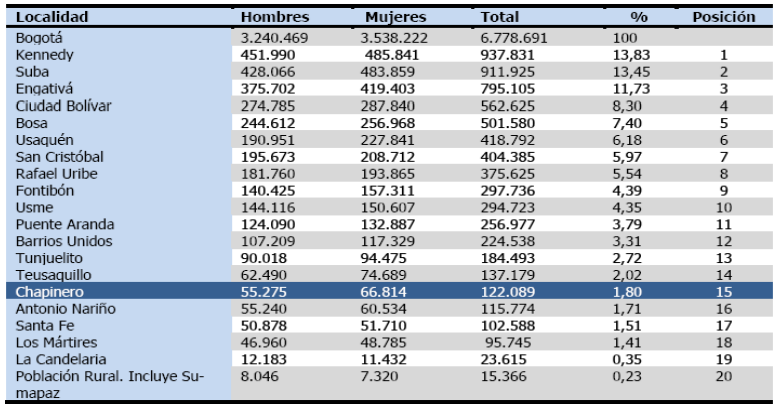 Localidad Hombres Mujeres Total % Posición
Bogotá 3.240.469 3.538.222 6.778.691 100
Kennedy 451.990 485.841 937.831 13,83 1
Suba 428.066 483.859 911.925 13,45 2
Engativá 375.702 419.403 795.105 11,73 3
Ciudad Bolívar 274.785 287.840 562.625 8,30 4
Bosa 244.612 256.968 501.580 7,40 5
Usaquén 190.951 227.841 418.792 6,18 6
San Cristóbal 195.673 208.712 404.385 5,97 7
Rafael Uribe 181.760 193.865 375.625 5,54 8
Fontibón 140.425 157.311 297.736 4,39 9
Usme 144.116 150.607 294.723 4,35 10
Puente Aranda 124.090 132.887 256.977 3,79 11
Barrios Unidos 107.209 117.329 224.538 3,31 12
Tunjuelito 90.018 94.475 184.493 2,72 13
Teusaquillo 62.490 74.689 137.179 2,02 14
Chapinero 55.275 66.814 122.089 1,80 15
Antonio Nariño 55.240 60.534 115.774 1,71 16
Santa Fe 50.878 51.710 102.588 1,51 17
Los Mártires 46.960 48.785 95.745 1,41 18
La Candelaria 12.183 11.432 23.615 0,35 19
Población Rural. Incluye Su- 8.046 7.320 15.366 0,23 20
mapaz